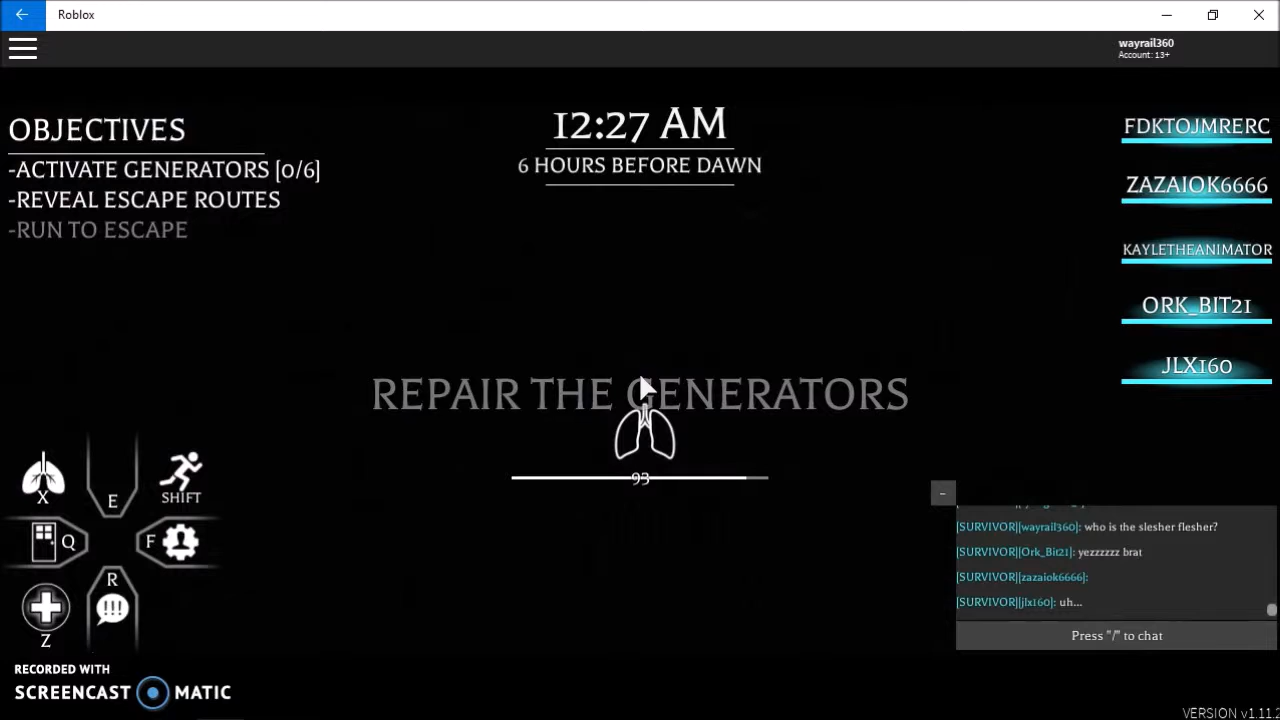 Roblox
wayrail360
Account: 13+
OBJECTIVES
-ACTIVATE GENERATORS [0/6]
-REVEAL ESCAPE ROUTES
-RUN TO ESCAPE
12:27 AM
6 HOURS BEFORE DAWN
FDKTOJMRERC
ZAZAIOK6666
KAYLETHEANIMATOR
ORK_BIT21
JLX160
REPAIR THE GENERATORS
93
X
E
SHIFT
Q
F
R
!!!
Z
[SURVIVOR][wayrail360]: who is the slesher flesher?
[SURVIVOR][Ork_Bit21]: yezzzzzz brat
[SURVIVOR][zazaiok6666]:
[SURVIVOR][jlx160]: uh...
Press "/" to chat
RECORDED WITH
SCREENCAST MATIC